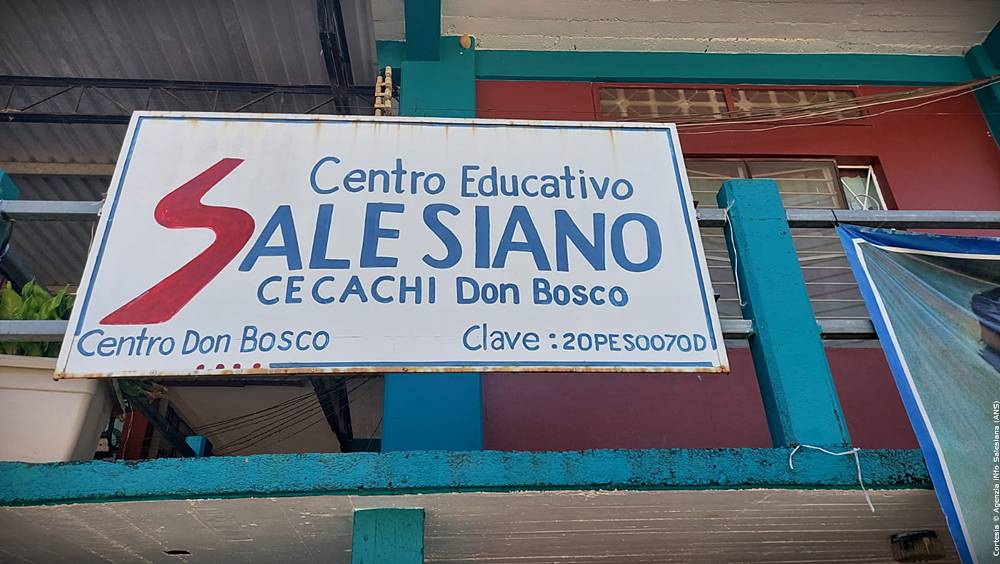 Centro Educativo
SALESIANO
CECACHI Don Bosco
Centro Don Bosco
Clave : 20PES0070D
Cortesia © Agenzia iNfo Salesiana (ANS)